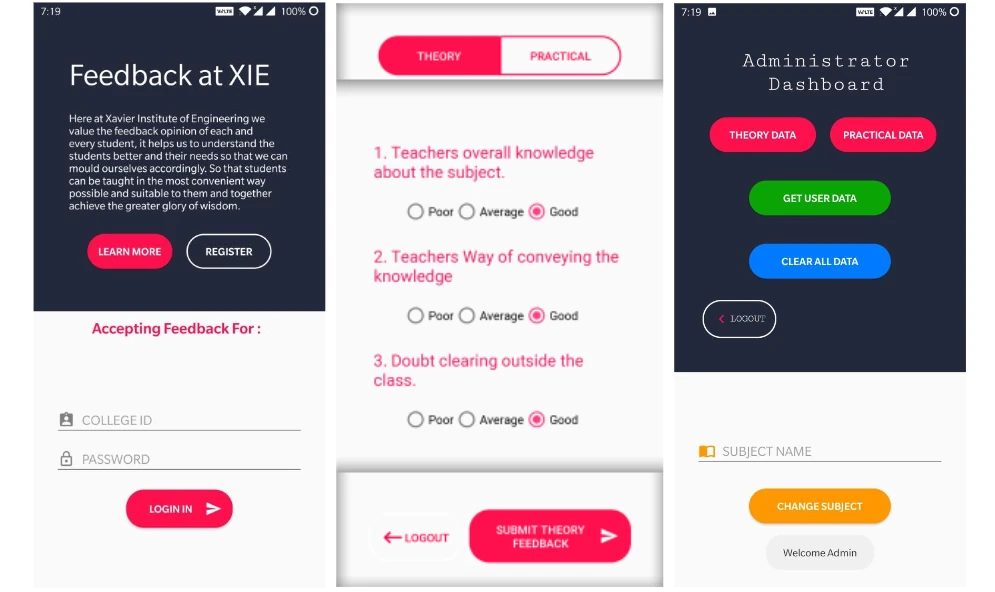 7:19
VoLTE
100%
Feedback at XIE
Here at Xavier Institute of Engineering we
value the feedback opinion of each and
every student, it helps us to understand the
students better and their needs so that we can
mould ourselves accordingly. So that students
can be taught in the most convenient way
possible and suitable to them and together
achieve the greater glory of wisdom.
LEARN MORE
REGISTER
Accepting Feedback For :
COLLEGE ID
PASSWORD
LOGIN IN
THEORY
PRACTICAL
1. Teachers overall knowledge
about the subject.
Poor Average Good
2. Teachers Way of conveying the
knowledge
Poor Average Good
3. Doubt clearing outside the
class.
Poor Average Good
LOGOUT
SUBMIT THEORY
FEEDBACK
7:19
VoLTE
100%
Administrator
Dashboard
THEORY DATA
PRACTICAL DATA
GET USER DATA
CLEAR ALL DATA
LOGOUT
SUBJECT NAME
CHANGE SUBJECT
Welcome Admin